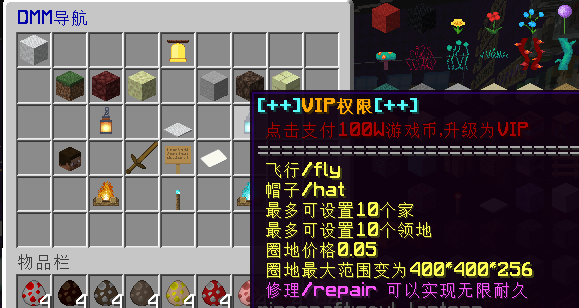 DMM导航
[++]VIP权限[++]
点击支付100W游戏币,升级为VIP
==============================
飞行/fly
帽子/hat
最多可设置10个家
最多可设置10个领地
圈地价格0.05
圈地最大范围变为400*400*256
修理/repair 可以实现无限耐久
物品栏
4 4 4 4 4 4 4